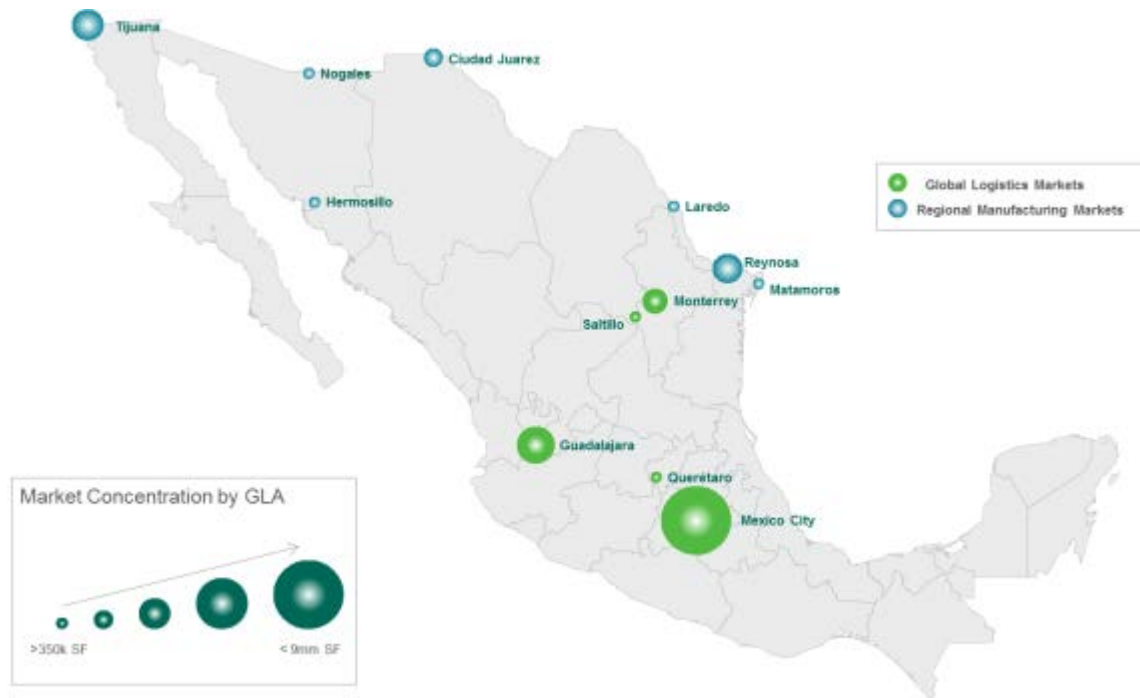 Tijuana
Nogales
Ciudad Juarez
Hermosillo
Laredo
Global Logistics Markets
Regional Manufacturing Markets
Reynosa
Matamoros
Monterrey
Saltillo
Guadalajara
Querétaro
Mexico City
Market Concentration by GLA
>350k SF
< 9mm SF